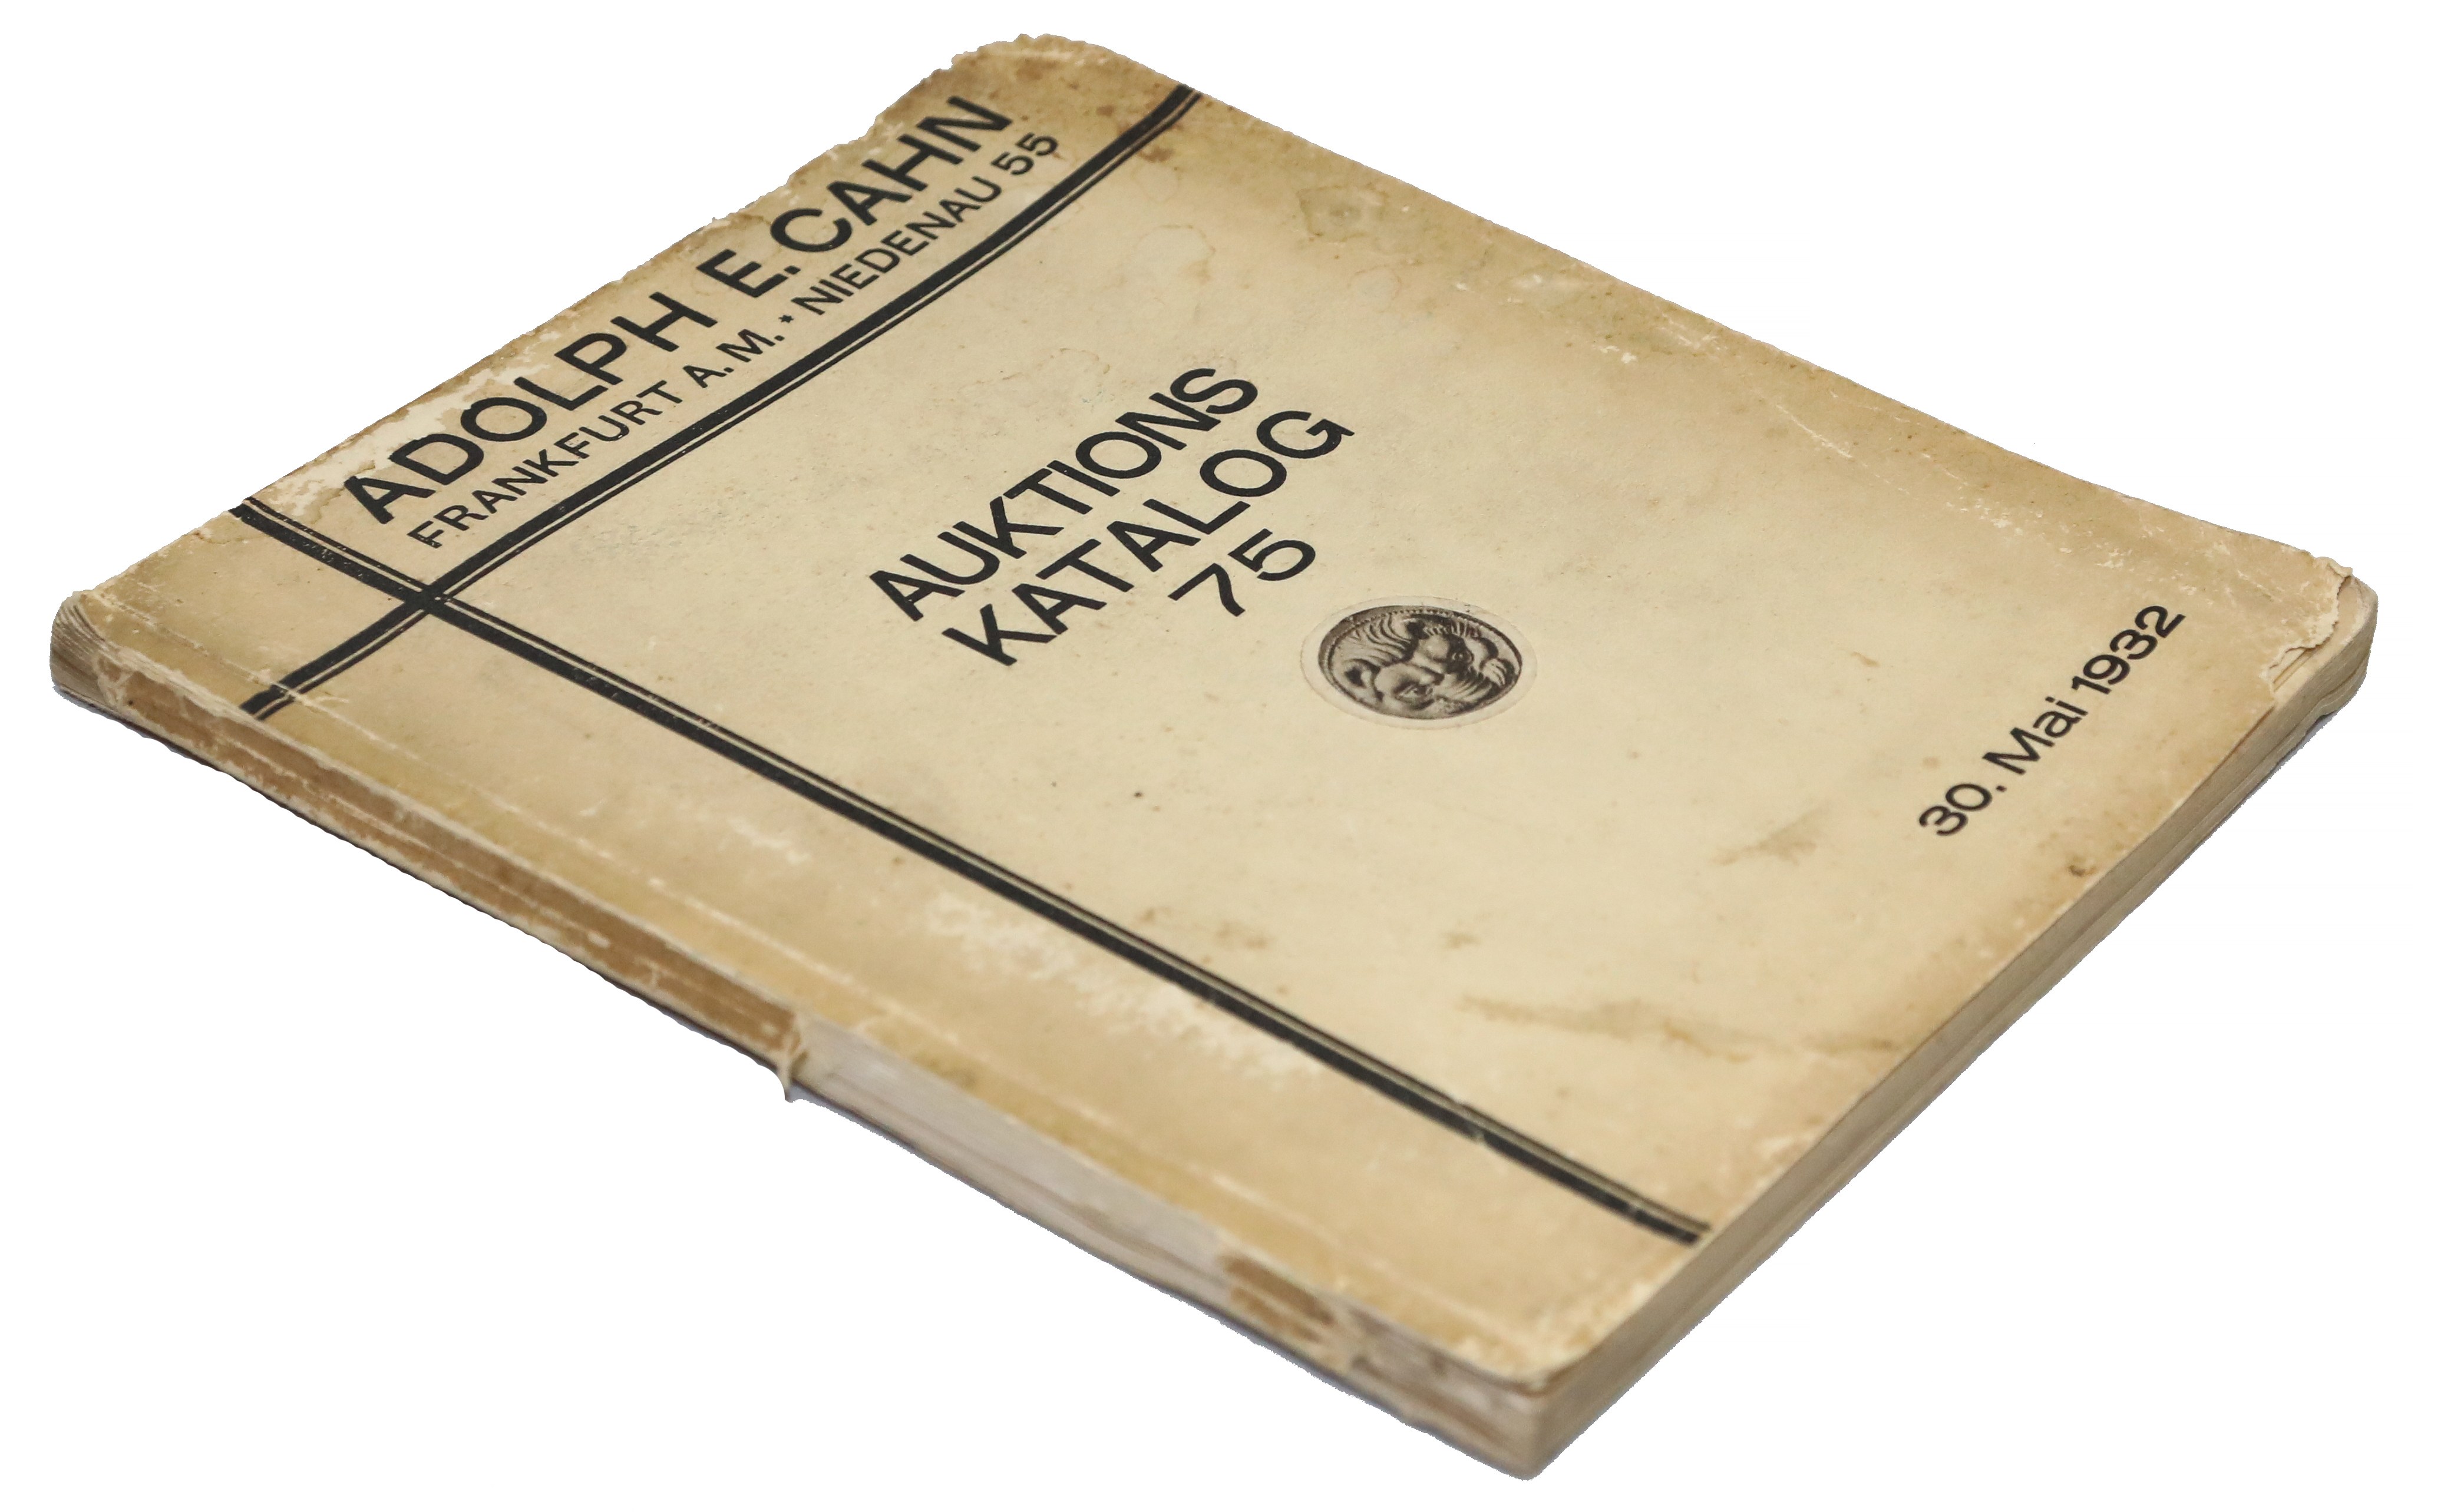 ADOLPH E. CAHN
FRANKFURT A. M. * NIEDENAU 55
AUKTIONS
KATALOG
75
30. Mai 1932